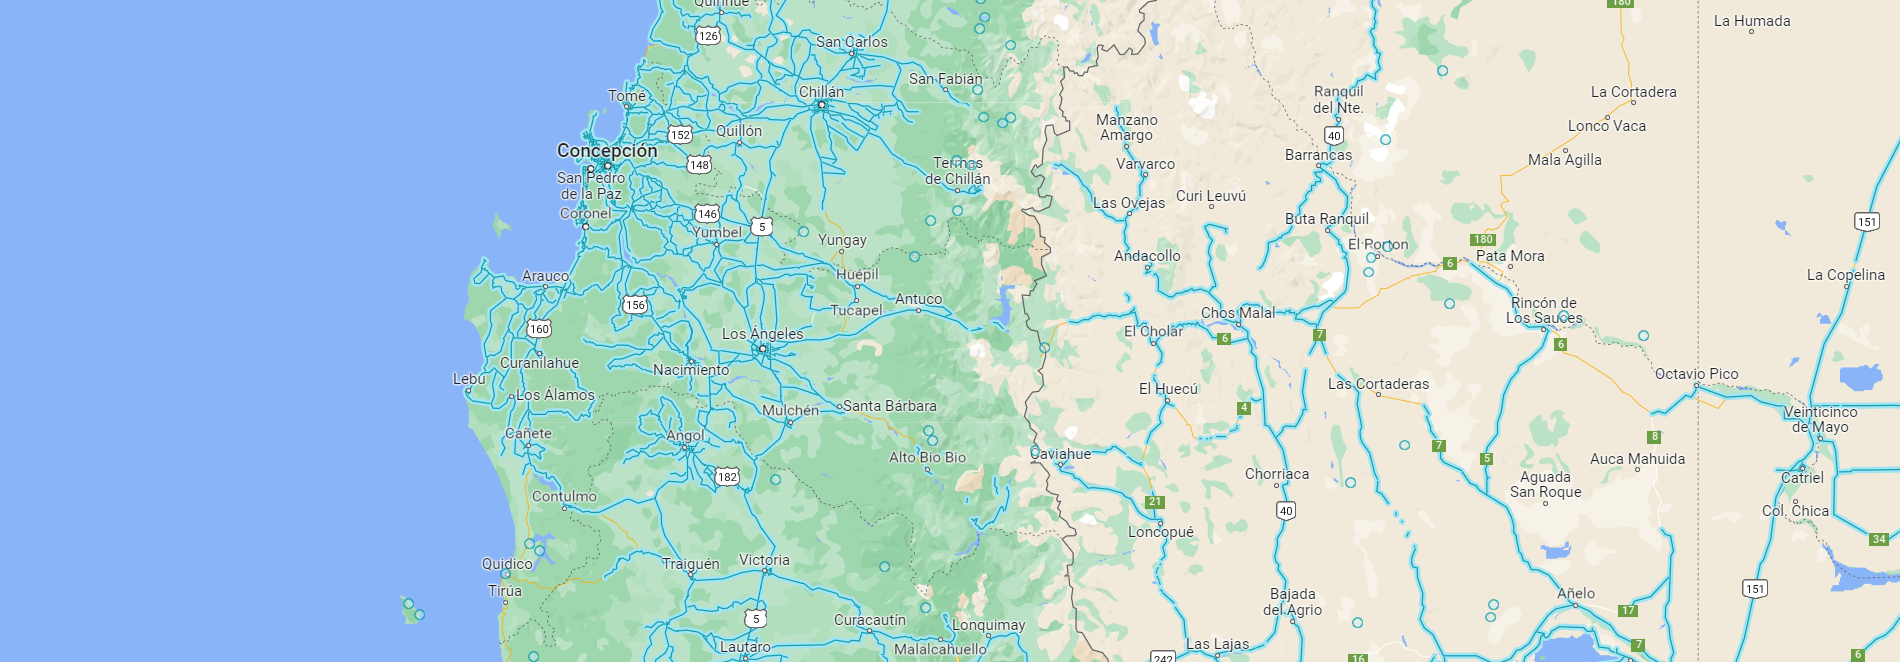 Quirihue
180
La Humada
126
San Carlos
San Fabián
Chillán
Tomé
Ranquil
del Nte.
La Cortadera
Manzano
Amargo
Lonco Vaca
152
Quillón
40
Concepción
148
Termas
de Chillán
Varvarco
Barrancas
Mala Agilla
San Pedro
de la Paz
Coronel
146
5
Las Ovejas
Curi Leuvú
Buta Ranquil
151
Yumbel
Yungay
El Porton
180
Andacollo
6
Pata Mora
Arauco
Huépil
La Copelina
156
Tucapel
Antuco
Chos Malal
Rincón de
Los Sauces
160
Los Ángeles
El Cholar
6
7
6
Curanilahue
Nacimiento
Lebu
Los Álamos
El Huecú
Las Cortaderas
Octavio Pico
Mulchén
Santa Bárbara
4
Veinticinco
de Mayo
Cañete
Angol
7
8
Alto Bio Bio
Caviahue
5
Auca Mahuida
182
Chorriaca
Aguada
San Roque
Catriel
Contulmo
21
40
Col. Chica
Loncopué
34
Quidico
Traiguén
Victoria
Tirúa
Bajada
del Agrio
Añelo
151
5
17
Curacautín
Lonquimay
Lautaro
Malalcahuello
Las Lajas
7
242
16
6